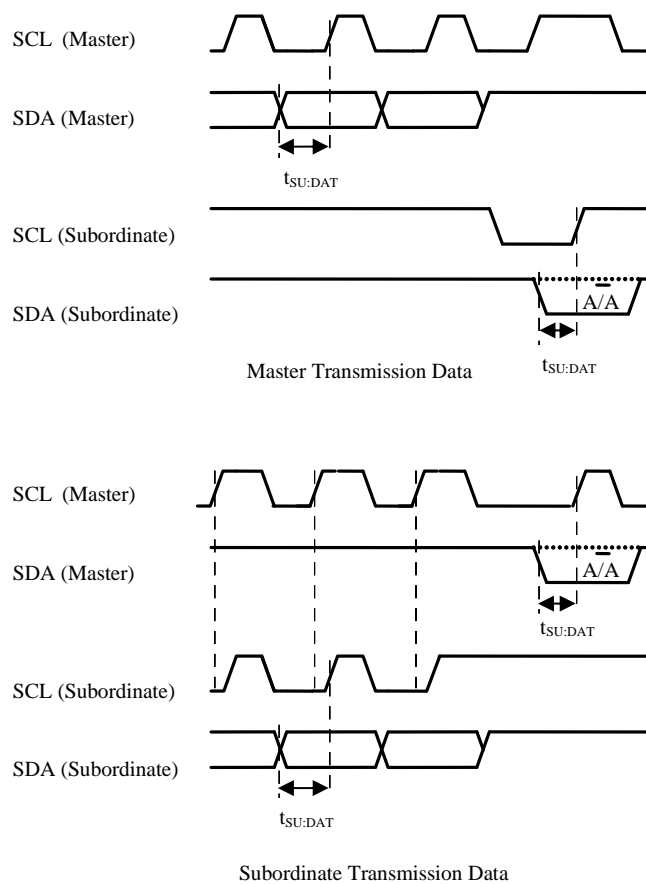 SCL (Master)
SDA (Master)
tSU:DAT
SCL (Subordinate)
SDA (Subordinate)
A/A̅
tSU:DAT
Master Transmission Data
SCL (Master)
SDA (Master)
A/A̅
tSU:DAT
SCL (Subordinate)
SDA (Subordinate)
tSU:DAT
Subordinate Transmission Data